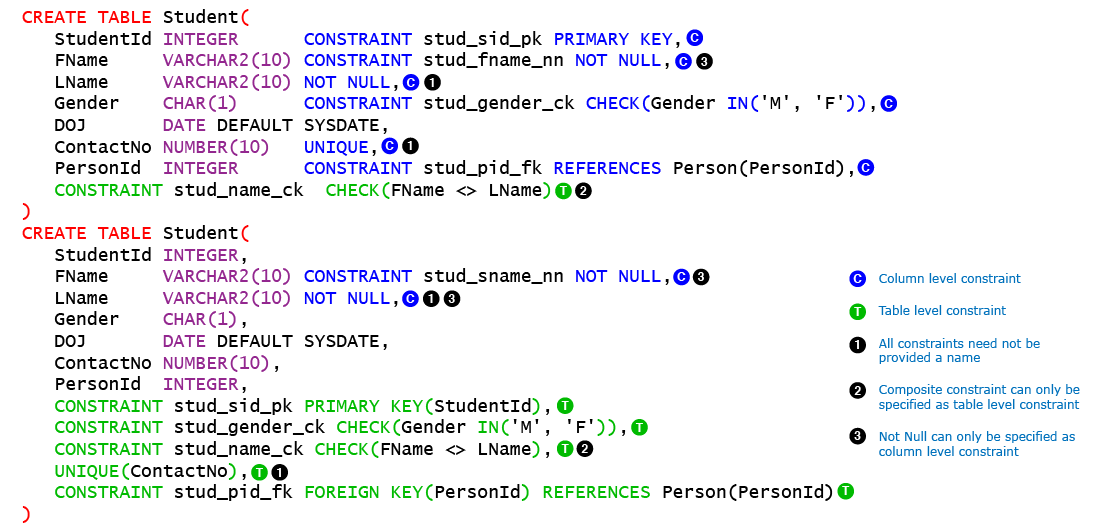 CREATE TABLE Student(
StudentId INTEGER CONSTRAINT stud_sid_pk PRIMARY KEY, C
FName VARCHAR2(10) CONSTRAINT stud_fname_nn NOT NULL, C 3
LName VARCHAR2(10) NOT NULL, C 1
Gender CHAR(1) CONSTRAINT stud_gender_ck CHECK(Gender IN('M', 'F')), C
DOJ DATE DEFAULT SYSDATE,
ContactNo NUMBER(10) UNIQUE, C 1
PersonId INTEGER CONSTRAINT stud_pid_fk REFERENCES Person(PersonId), C
CONSTRAINT stud_name_ck CHECK(FName <> LName) T 2
)
CREATE TABLE Student(
StudentId INTEGER,
FName VARCHAR2(10) CONSTRAINT stud_sname_nn NOT NULL, C 3
LName VARCHAR2(10) NOT NULL, C 1 3
Gender CHAR(1),
DOJ DATE DEFAULT SYSDATE,
ContactNo NUMBER(10),
PersonId INTEGER,
CONSTRAINT stud_sid_pk PRIMARY KEY(StudentId), T
CONSTRAINT stud_gender_ck CHECK(Gender IN('M', 'F')), T
CONSTRAINT stud_name_ck CHECK(FName <> LName), T 2
UNIQUE(ContactNo), T 1
CONSTRAINT stud_pid_fk FOREIGN KEY(PersonId) REFERENCES Person(PersonId) T
)
C Column level constraint
T Table level constraint
1 All constraints need not be
provided a name
2 Composite constraint can only be
specified as table level constraint
3 Not Null can only be specified as
column level constraint